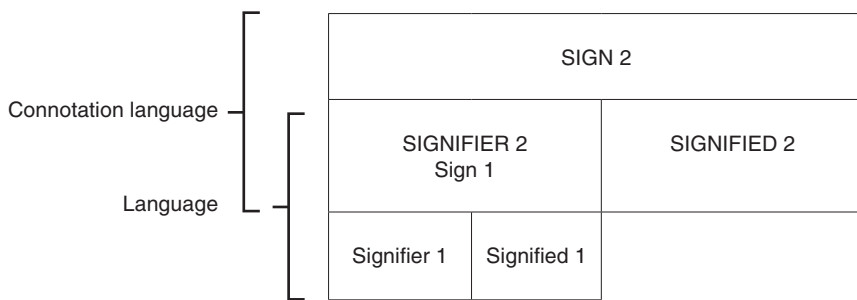 SIGN 2
Connotation language
SIGNIFIER 2
Sign 1
SIGNIFIED 2
Language
Signifier 1
Signified 1